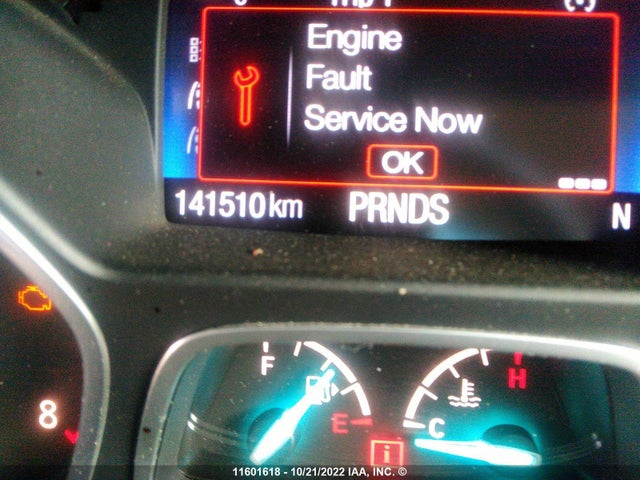 Engine
Fault
Service Now
OK
141510 km PRNDS N
F
H
8
E
C
i
11601618 - 10/21/2022 IAA, INC. ©